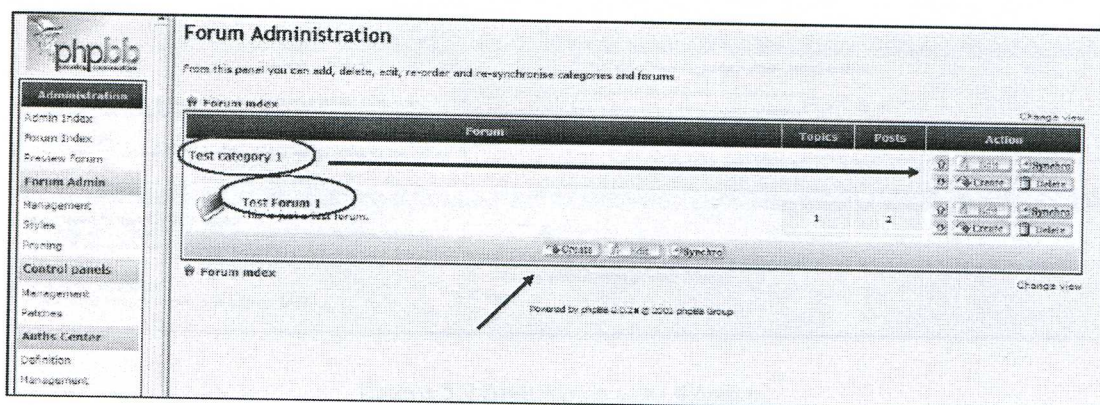 phpbb
Forum Administration
From this panel you can add, delete, edit, re-order and re-synchronise categories and forums
Administration
Admin Index
Forum Index
Preview Forum
Forum Admin
Management
Styles
Pruning
Control panels
Management
Patches
Auths Center
Definition
Management
Forum index
Change view
Forum Topics Posts Action
Test category 1
Edit Synchro
Create Delete
Test Forum 1
This is just a test forum.
1
Edit Synchro
Create Delete
Create Edit Synchro
Forum index
Change view
Powered by phpBB © 2001 phpBB Group